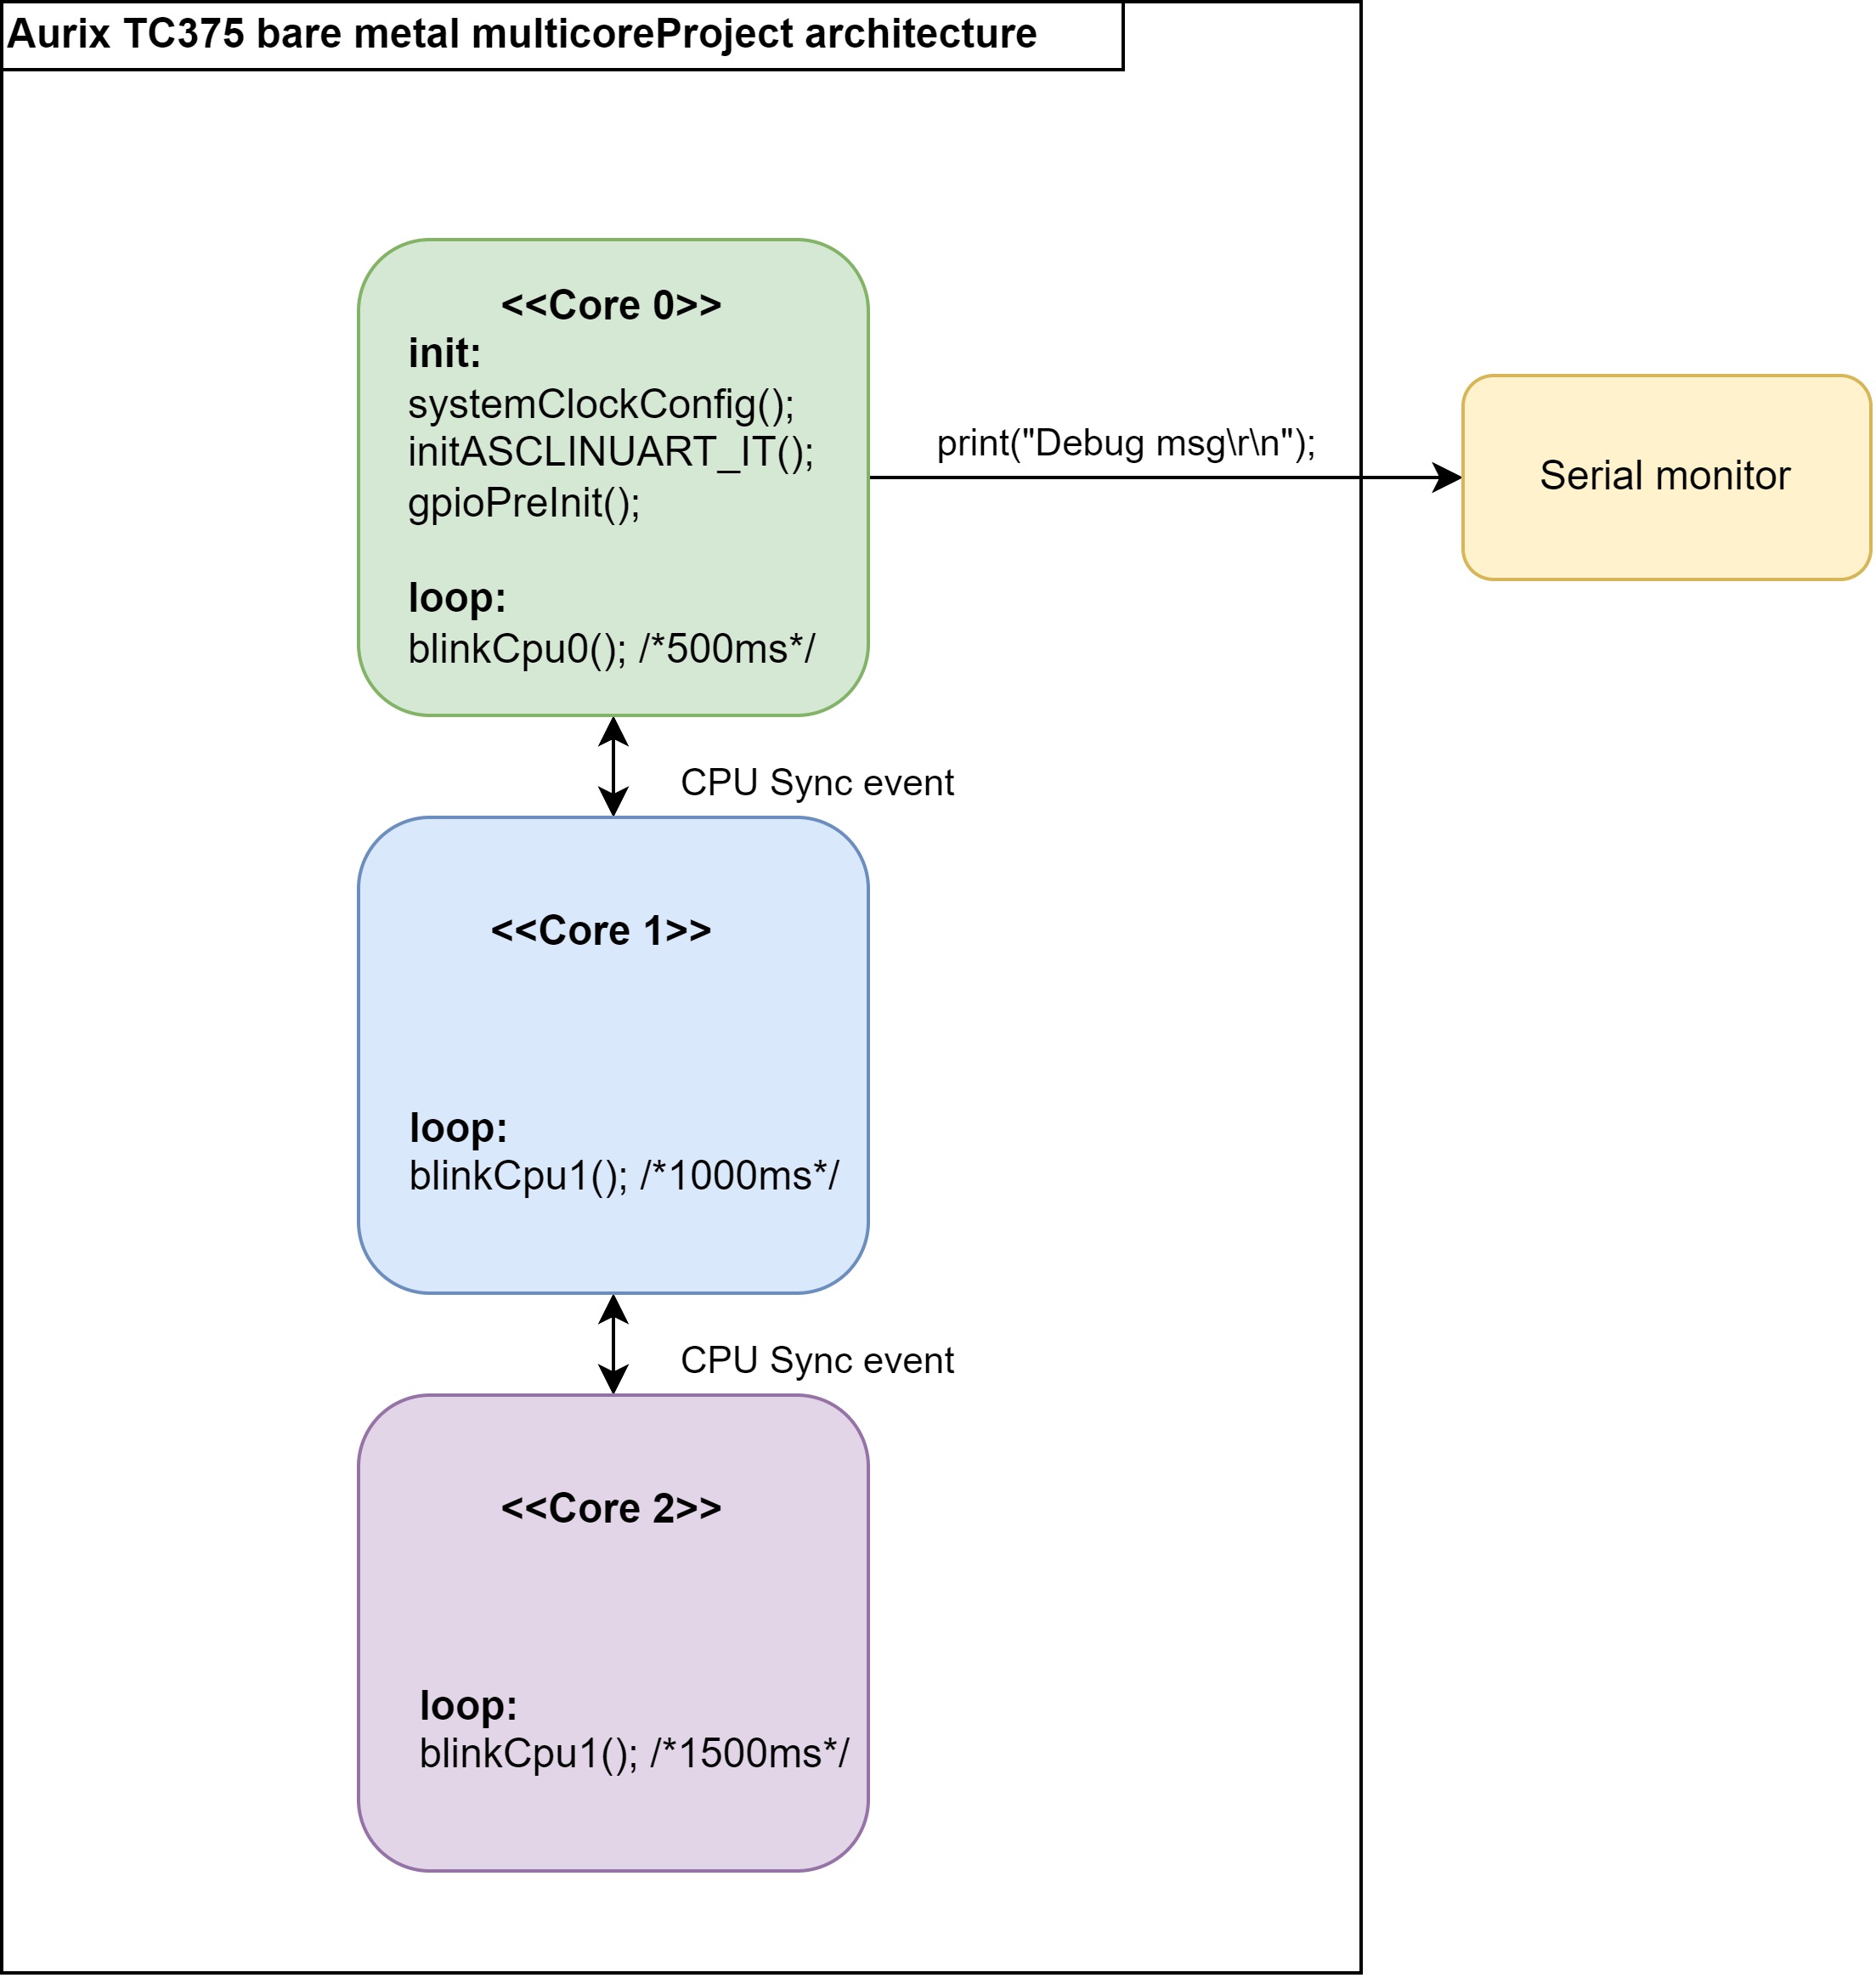 Aurix TC375 bare metal multicoreProject architecture
<<Core 0>>
init:
systemClockConfig();
initASCLINUART_IT();
gpioPreInit();
loop:
blinkCpu0(); /*500ms*/
print("Debug msg\r\n");
Serial monitor
CPU Sync event
<<Core 1>>
loop:
blinkCpu1(); /*1000ms*/
CPU Sync event
<<Core 2>>
loop:
blinkCpu1(); /*1500ms*/